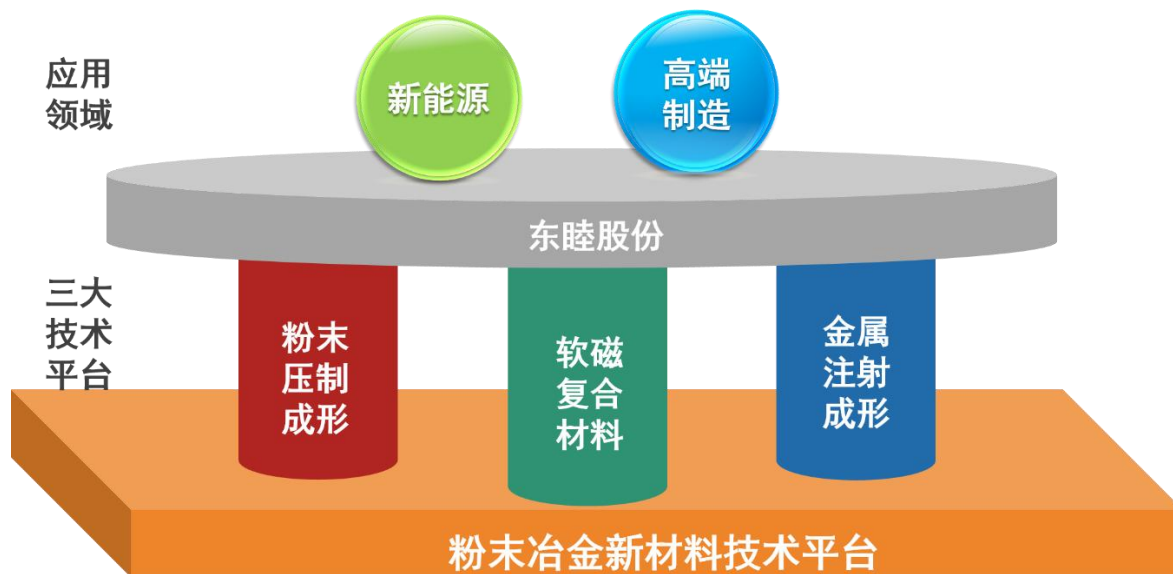 应用
领域
新能源
高端
制造
东睦股份
三大
技术
平台
粉末
压制
成形
软磁
复合
材料
金属
注射
成形
粉末冶金新材料技术平台